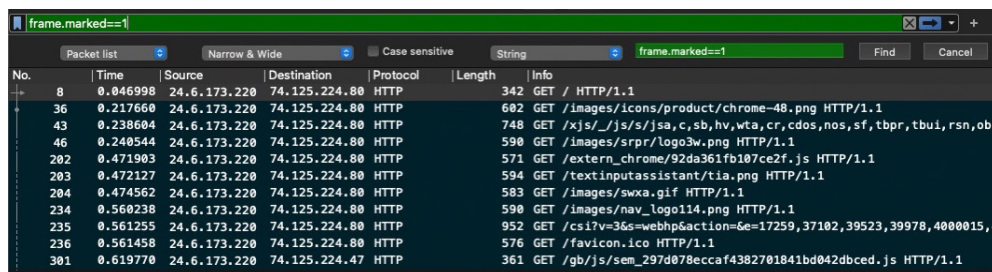 frame.marked==1 +
Packet list Narrow & Wide Case sensitive String frame.marked==1 Find Cancel
No. Time Source Destination Protocol Length Info
8 0.046998 24.6.173.220 74.125.224.80 HTTP 342 GET / HTTP/1.1
36 0.217660 24.6.173.220 74.125.224.80 HTTP 602 GET /images/icons/product/chrome-48.png HTTP/1.1
43 0.238604 24.6.173.220 74.125.224.80 HTTP 748 GET /xjs/_/js/s/jsa,c,sb,hv,wta,cr,cdos,nos,sf,tbpr,tbui,rsn,ob
46 0.240544 24.6.173.220 74.125.224.80 HTTP 590 GET /images/srpr/logo3w.png HTTP/1.1
202 0.471903 24.6.173.220 74.125.224.80 HTTP 571 GET /extern_chrome/92da361fb107ce2f.js HTTP/1.1
203 0.472127 24.6.173.220 74.125.224.80 HTTP 594 GET /textinputassistant/tia.png HTTP/1.1
204 0.474562 24.6.173.220 74.125.224.80 HTTP 583 GET /images/swxa.gif HTTP/1.1
234 0.560238 24.6.173.220 74.125.224.80 HTTP 590 GET /images/nav_logo114.png HTTP/1.1
235 0.561255 24.6.173.220 74.125.224.80 HTTP 952 GET /csi?v=3&s=webhp&action=&e=17259,37102,39523,39978,4000015,
236 0.561458 24.6.173.220 74.125.224.80 HTTP 576 GET /favicon.ico HTTP/1.1
301 0.619770 24.6.173.220 74.125.224.47 HTTP 361 GET /gb/js/sem_297d078eccaf4382701841bd042dbced.js HTTP/1.1